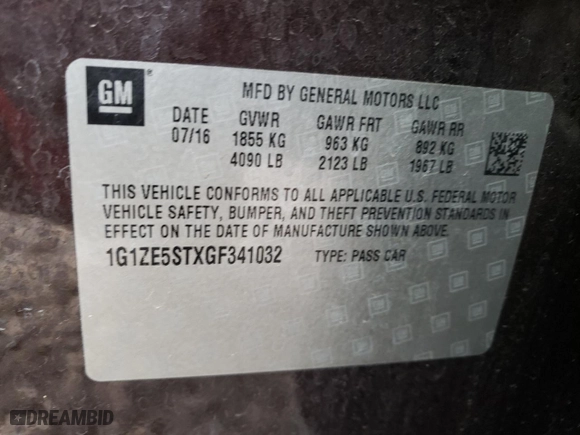 GM
®
MFD BY GENERAL MOTORS LLC
DATE GVWR GAWR FRT GAWR RR
07/16 1855 KG 963 KG 892 KG
4090 LB 2123 LB 1967 LB
THIS VEHICLE CONFORMS TO ALL APPLICABLE U.S. FEDERAL MOTOR
VEHICLE SAFETY, BUMPER, AND THEFT PREVENTION STANDARDS IN
EFFECT ON THE DATE OF MANUFACTURE SHOWN ABOVE.
1G1ZE5STXGF341032 TYPE: PASS CAR
DREAMBID